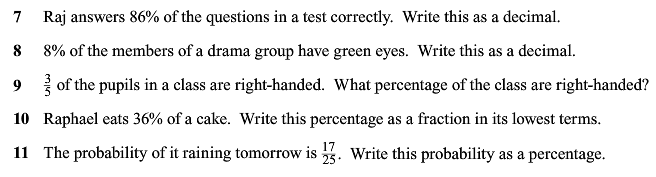 7 Raj answers 86% of the questions in a test correctly. Write this as a decimal.
8 8% of the members of a drama group have green eyes. Write this as a decimal.
9 3/5 of the pupils in a class are right-handed. What percentage of the class are right-handed?
10 Raphael eats 36% of a cake. Write this percentage as a fraction in its lowest terms.
11 The probability of it raining tomorrow is 17/25. Write this probability as a percentage.